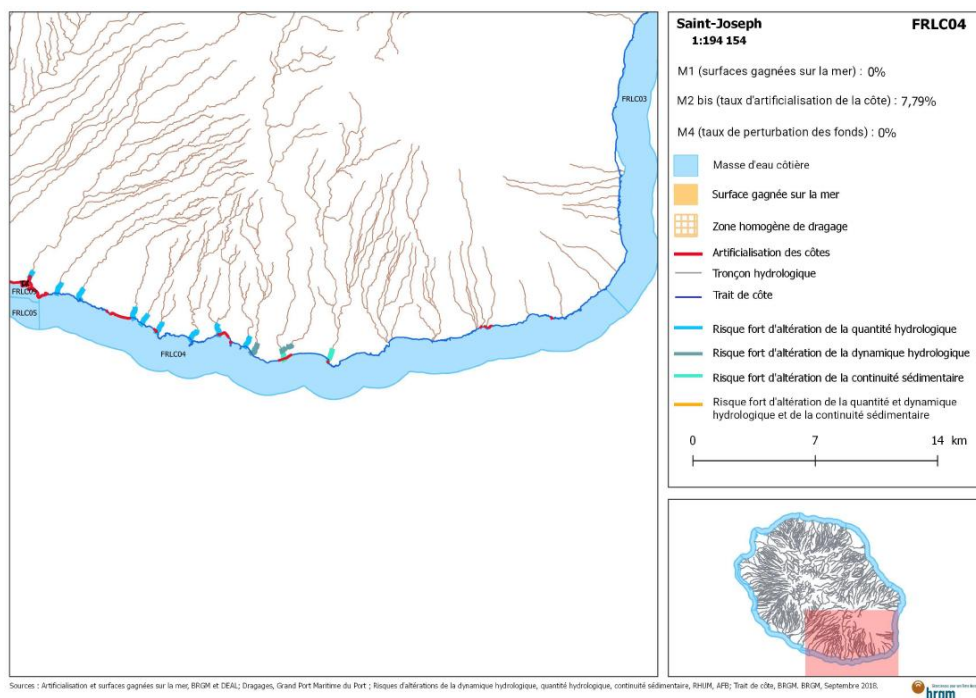 Saint-Joseph FRLC04
1:194 154
M1 (surfaces gagnées sur la mer) : 0%
M2 bis (taux d'artificialisation de la côte) : 7,79%
M4 (taux de perturbation des fonds) : 0%
Masse d'eau côtière
Surface gagnée sur la mer
Zone homogène de dragage
Artificialisation des côtes
Tronçon hydrologique
Trait de côte
Risque fort d'altération de la quantité hydrologique
Risque fort d'altération de la dynamique hydrologique
Risque fort d'altération de la continuité sédimentaire
Risque fort d'altération de la quantité et dynamique
hydrologique et de la continuité sédimentaire
0 7 14 km
FRLC03
FRLC05
FRLC04
Sources : Artificialisation et surfaces gagnées sur la mer, BRGM et DEAL; Dragages, Grand Port Maritime du Port ; Risques d'altérations de la dynamique hydrologique, quantité hydrologique, continuité sédimentaire, RHUM, AFB; Trait de côte, BRGM. BRGM, Septembre 2018.
brgm